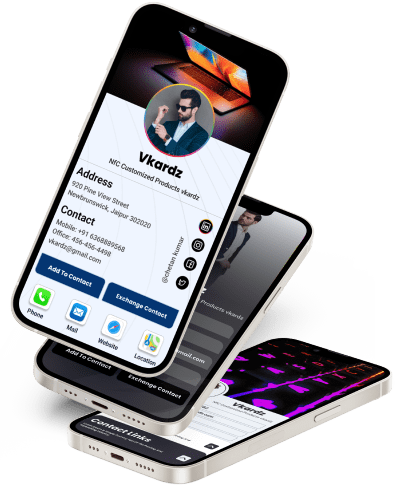 Vkardz
NfC Customized Products vkardz
Address
920 Pine View Street
Newbrunswick, Jaipur 302020
Contact
Mobile: +91 6368889568
Office: 456-456-4498
vkardz@gmail.com
@chetan kumar
Add To Contact
Exchange Contact
Phone
Mail
Website
Location
Products vkardz
mail.com
Add To Contact
Exchange Contact
Vkardz
Contact Links